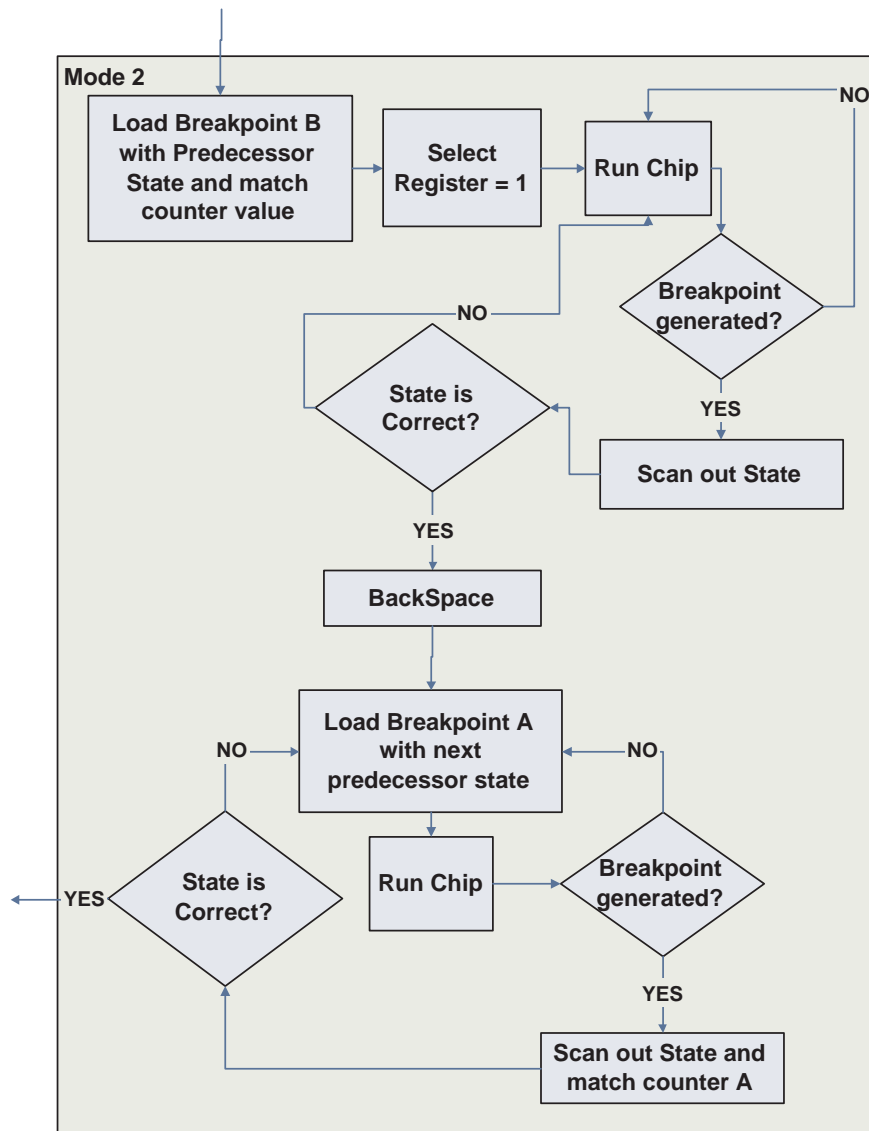 Mode 2
Load Breakpoint B
with Predecessor
State and match
counter value
Select
Register = 1
Run Chip
NO
Breakpoint
generated?
NO
State is
Correct?
YES
Scan out State
YES
BackSpace
Load Breakpoint A
with next
predecessor state
NO
NO
Run Chip
Breakpoint
generated?
State is
Correct?
YES
YES
Scan out State and
match counter A